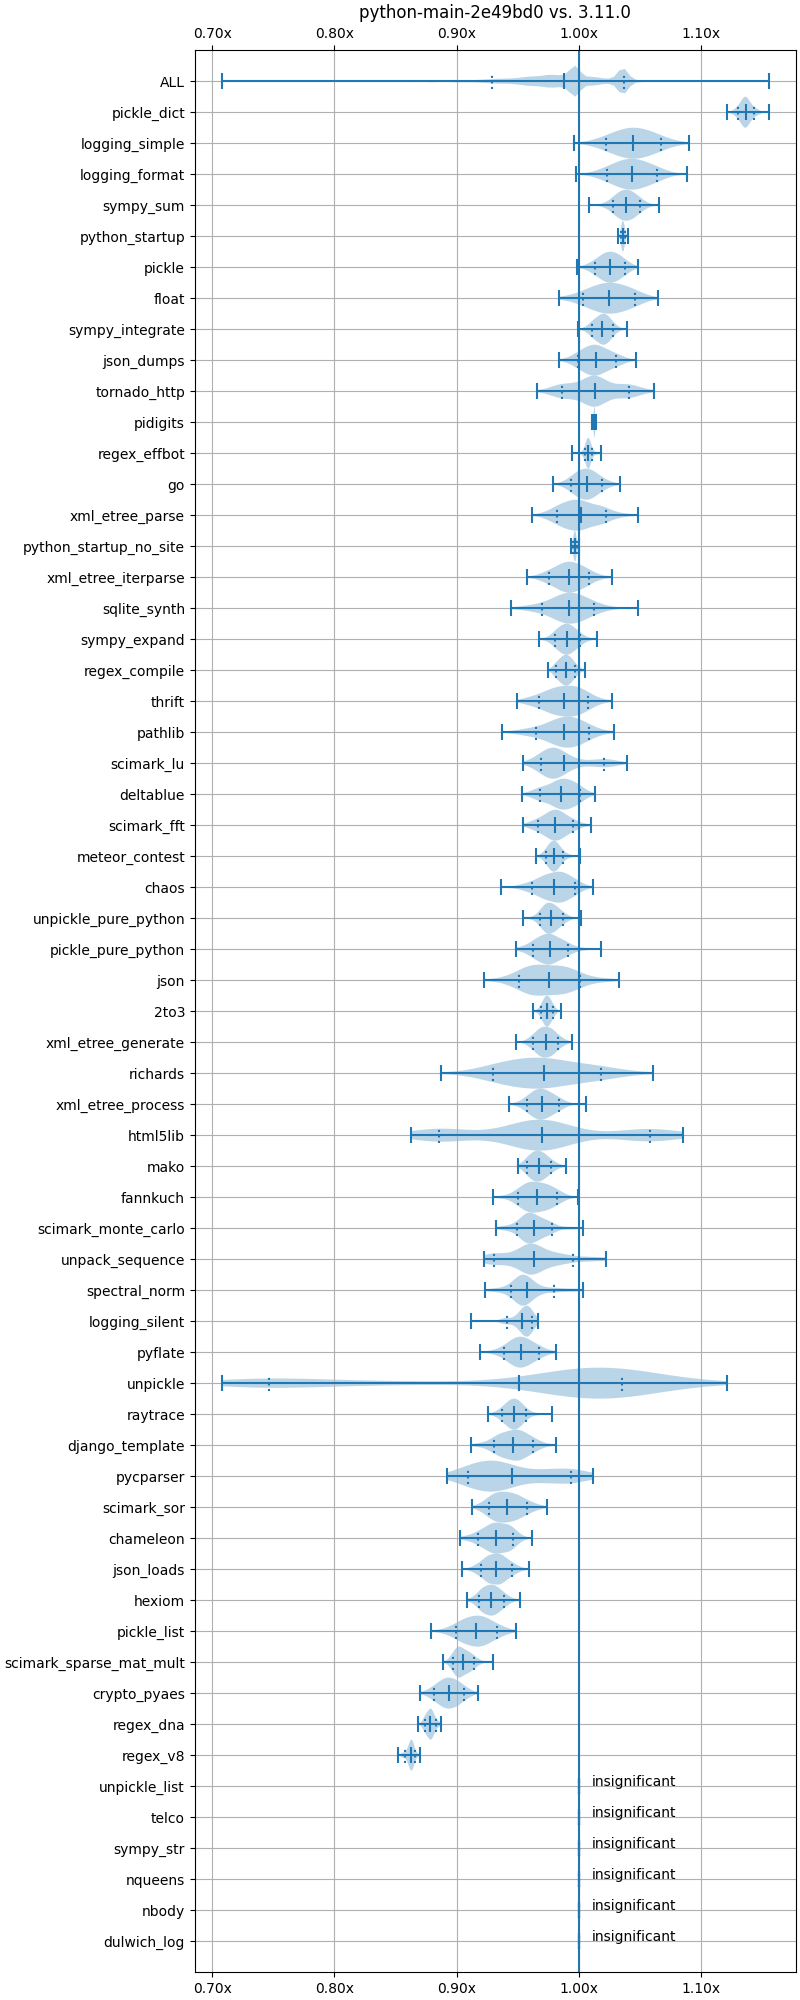 python-main-2e49bd0 vs. 3.11.0
0.70x 0.80x 0.90x 1.00x 1.10x
ALL
pickle_dict
logging_simple
logging_format
sympy_sum
python_startup
pickle
float
sympy_integrate
json_dumps
tornado_http
pidigits
regex_effbot
go
xml_etree_parse
python_startup_no_site
xml_etree_iterparse
sqlite_synth
sympy_expand
regex_compile
thrift
pathlib
scimark_lu
deltablue
scimark_fft
meteor_contest
chaos
unpickle_pure_python
pickle_pure_python
json
2to3
xml_etree_generate
richards
xml_etree_process
html5lib
mako
fannkuch
scimark_monte_carlo
unpack_sequence
spectral_norm
logging_silent
pyflate
unpickle
raytrace
django_template
pycparser
scimark_sor
chameleon
json_loads
hexiom
pickle_list
scimark_sparse_mat_mult
crypto_pyaes
regex_dna
regex_v8
unpickle_list insignificant
telco insignificant
sympy_str insignificant
nqueens insignificant
nbody insignificant
dulwich_log insignificant
0.70x 0.80x 0.90x 1.00x 1.10x